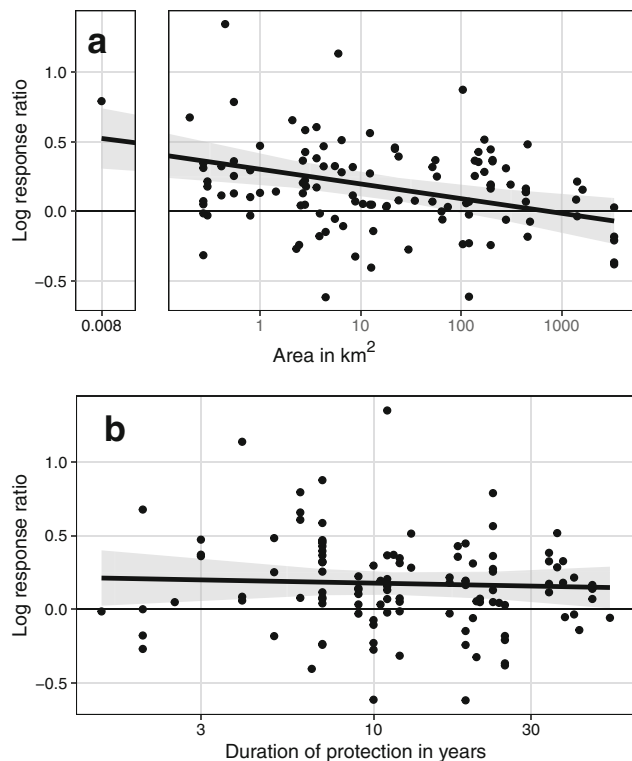 a
Log response ratio
1.0
0.5
0.0
−0.5
0.008
1
10
100
1000
Area in km²
b
Log response ratio
1.0
0.5
0.0
−0.5
3
10
30
Duration of protection in years